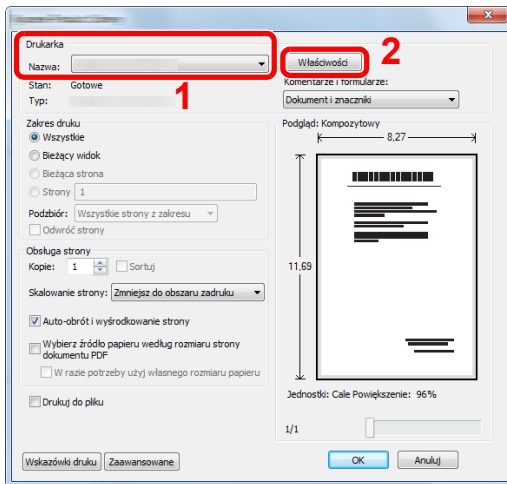 Drukarka
Nazwa:
1
Właściwości
2
Stan: Gotowe
Typ:
Komentarze i formularze:
Dokument i znaczniki
Zakres druku
Wszystkie
Bieżący widok
Bieżąca strona
Strony 1
Podzbiór: Wszystkie strony z zakresu
Odwróć strony
Obsługa strony
Kopie: 1 Sortuj
Skalowanie strony: Zmniejsz do obszaru zadruku
Auto-obrót i wyśrodkowanie strony
Wybierz źródło papieru według rozmiaru strony
dokumentu PDF
W razie potrzeby użyj własnego rozmiaru papieru
Drukuj do pliku
Podgląd: Kompozytowy
8,27
11,69
Jednostki: Cale Powiększenie: 96%
1/1
Wskazówki druku Zaawansowane
OK Anuluj